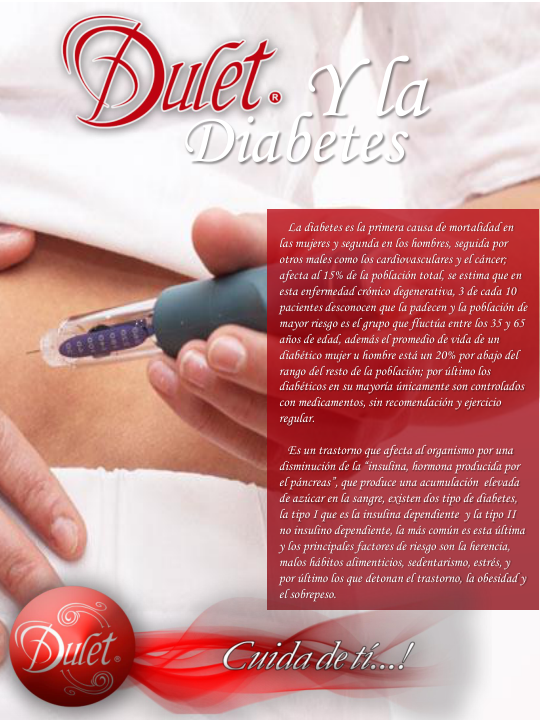 Dulet® Y la
Diabetes
La diabetes es la primera causa de mortalidad en
las mujeres y segunda en los hombres, seguida por
otros males como los cardiovasculares y el cáncer;
afecta al 15% de la población total, se estima que en
esta enfermedad crónico degenerativa, 3 de cada 10
pacientes desconocen que la padecen y la población de
mayor riesgo es el grupo que fluctúa entre los 35 y 65
años de edad, además el promedio de vida de un
diabético mujer u hombre está un 20% por abajo del
rango del resto de la población; por último los
diabéticos en su mayoría únicamente son controlados
con medicamentos, sin recomendación y ejercicio
regular.
Es un trastorno que afecta al organismo por una
disminución de la “insulina, hormona producida por
el páncreas”, que produce una acumulación elevada
de azúcar en la sangre, existen dos tipo de diabetes,
la tipo I que es la insulina dependiente y la tipo II
no insulino dependiente, la más común es esta última
y los principales factores de riesgo son la herencia,
malos hábitos alimenticios, sedentarismo, estrés, y
por último los que detonan el trastorno, la obesidad y
el sobrepeso.
Dulet®
Cuida de tí...!